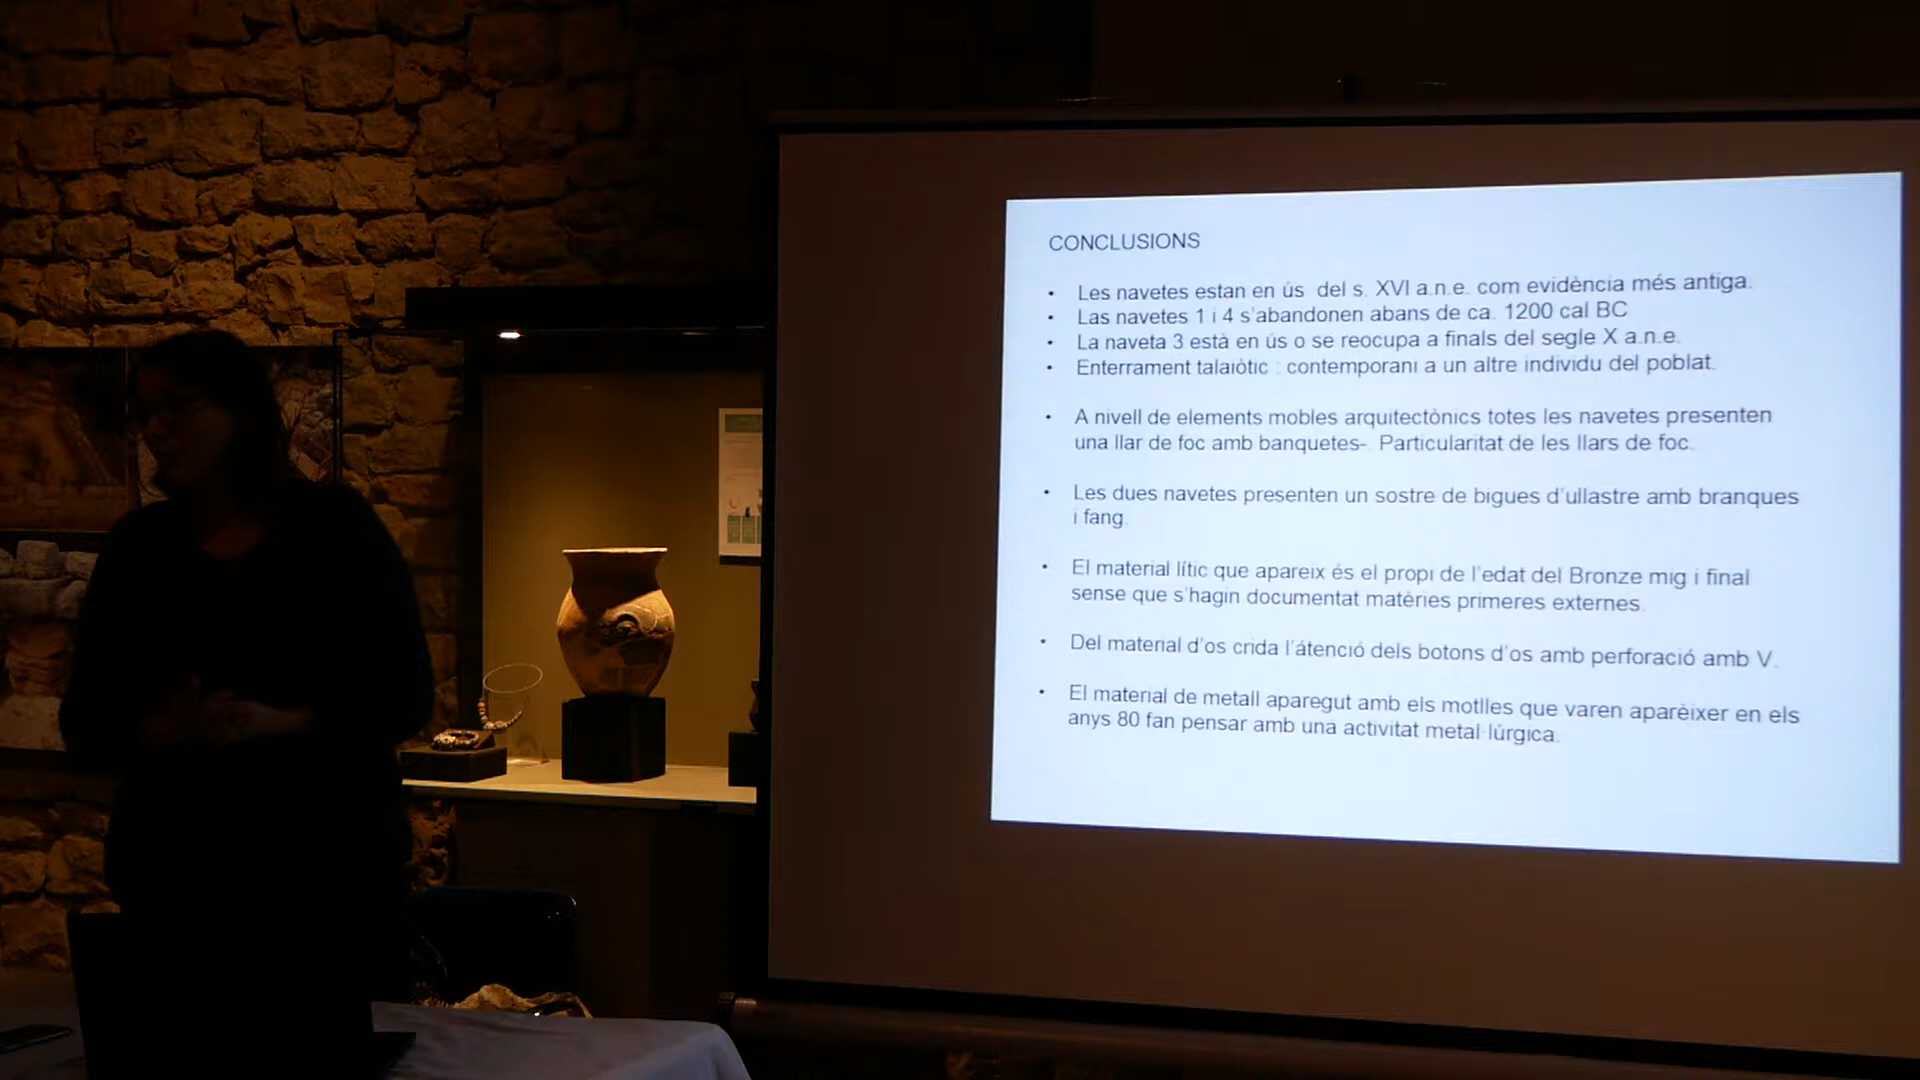 CONCLUSIONS
• Les navetes estan en ús del s. XVI a.n.e. com evidència més antiga.
• Las navetes 1 i 4 s'abandonen abans de ca. 1200 cal BC
• La naveta 3 està en ús o se reocupa a finals del segle X a.n.e.
• Enterrament talaiòtic : contemporani a un altre individu del poblat.
• A nivell de elements mobles arquitectònics totes les navetes presenten
una llar de foc amb banquetes-. Particularitat de les llars de foc.
• Les dues navetes presenten un sostre de bigues d'ullastre amb branques
i fang.
• El material lític que apareix és el propi de l'edat del Bronze mig i final
sense que s'hagin documentat matèries primeres externes.
• Del material d'os crida l'átenció dels botons d'os amb perforació amb V.
• El material de metall aparegut amb els motlles que varen aparèixer en els
anys 80 fan pensar amb una activitat metal·lúrgica.